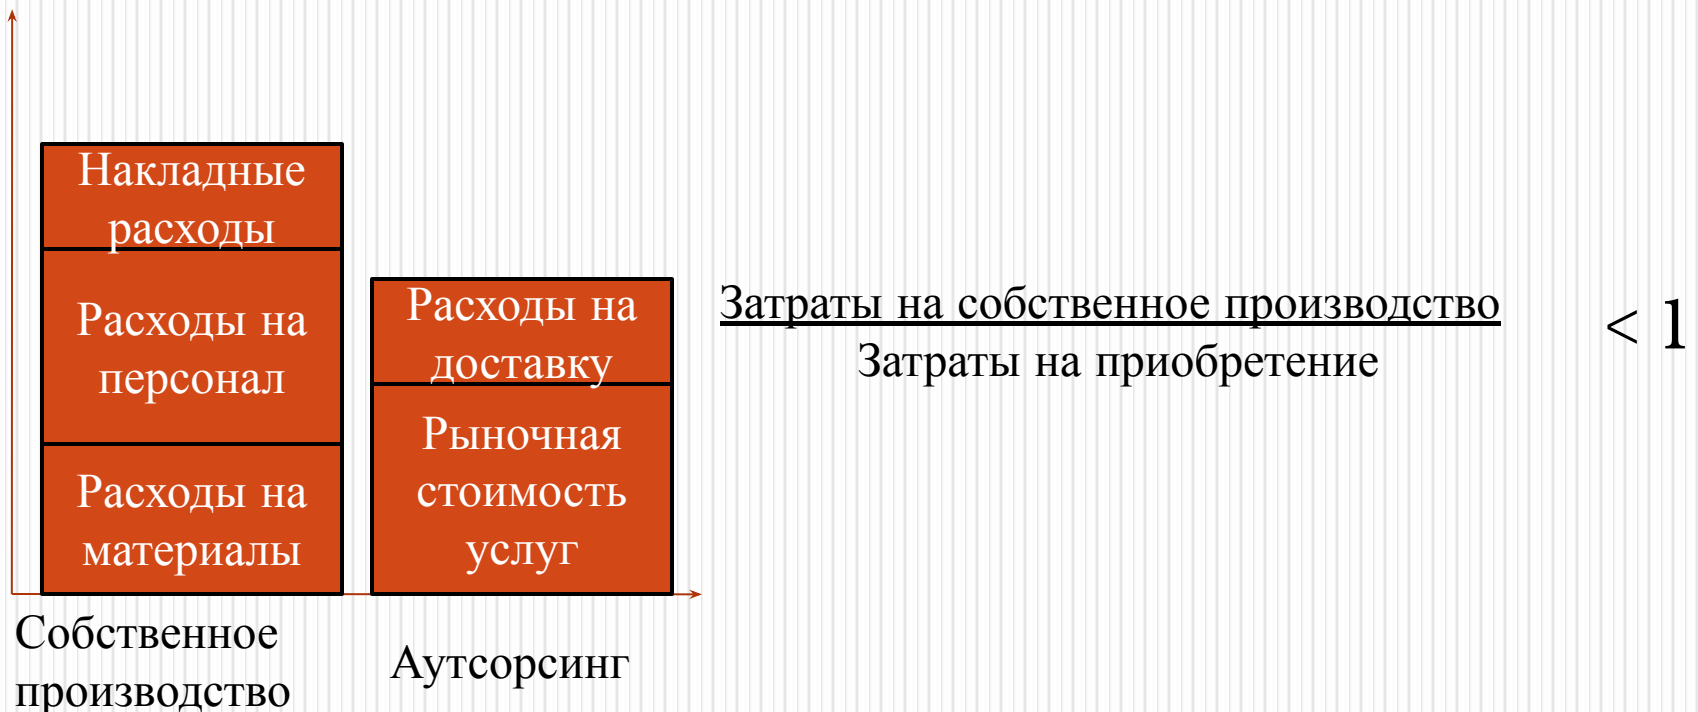 Накладные
расходы
Расходы на
персонал
Расходы на
материалы
Расходы на
доставку
Рыночная
стоимость
услуг
Собственное
производство
Аутсорсинг
Затраты на собственное производство
Затраты на приобретение
< 1